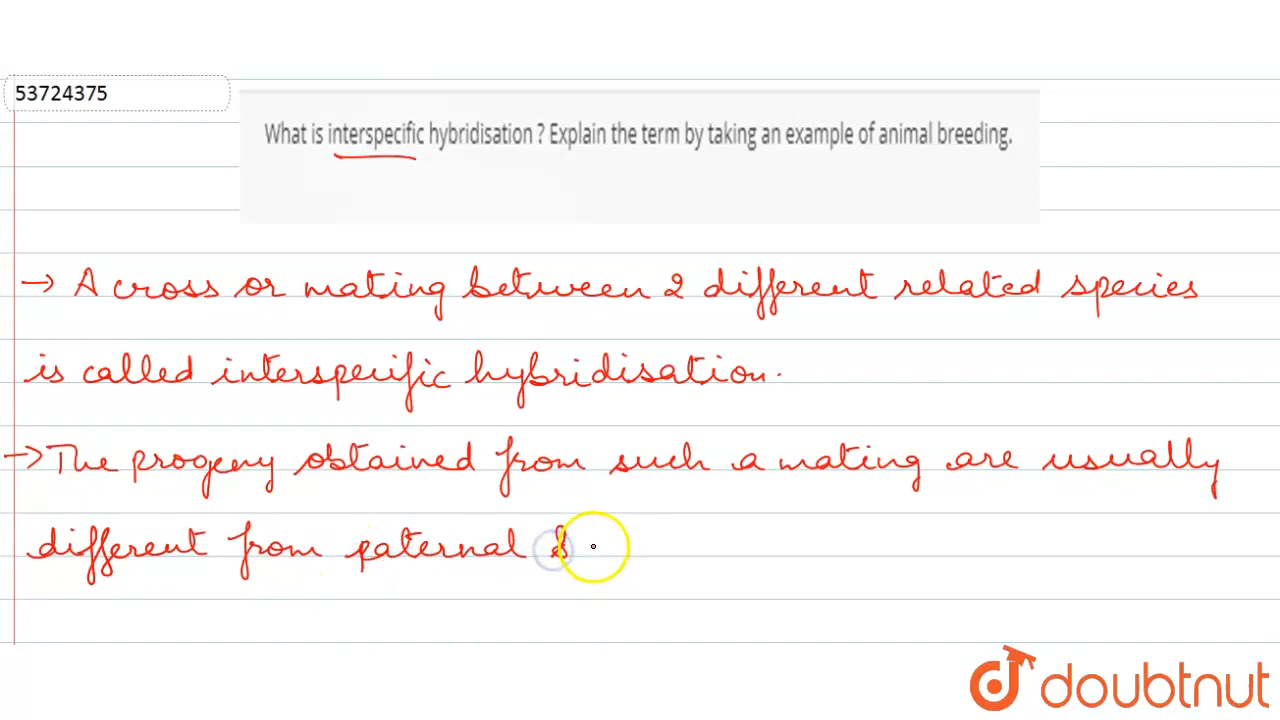 53724375
What is interspecific hybridisation ? Explain the term by taking an example of animal breeding.
→ A cross or mating between 2 different related species
is called interspecific hybridisation.
→ The progeny obtained from such a mating are usually
different from paternal &
doubtnut